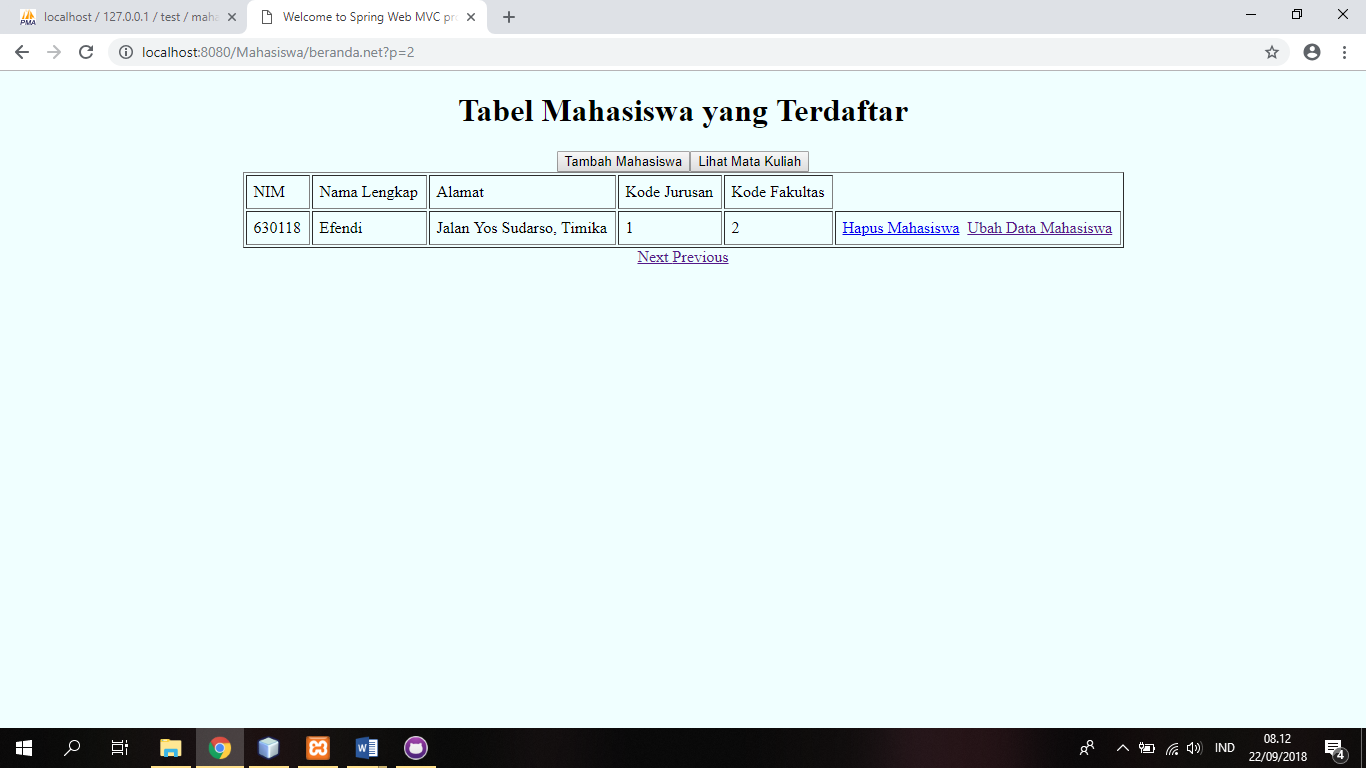 localhost / 127.0.0.1 / test / maha
Welcome to Spring Web MVC pro
localhost:8080/Mahasiswa/beranda.net?p=2
Tabel Mahasiswa yang Terdaftar
Tambah Mahasiswa Lihat Mata Kuliah
NIM Nama Lengkap Alamat Kode Jurusan Kode Fakultas
630118 Efendi Jalan Yos Sudarso, Timika 1 2 Hapus Mahasiswa Ubah Data Mahasiswa
Next Previous
IND
08.12
22/09/2018
4
PMA